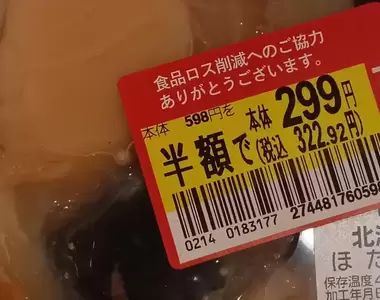 食品ロス削減へのご協力
ありがとうございます。
本体 598円を
半額で 本体 299円
(税込 322.92円)
0214 0183177 27448176059
北海
ほた
保存温度
加工年月日